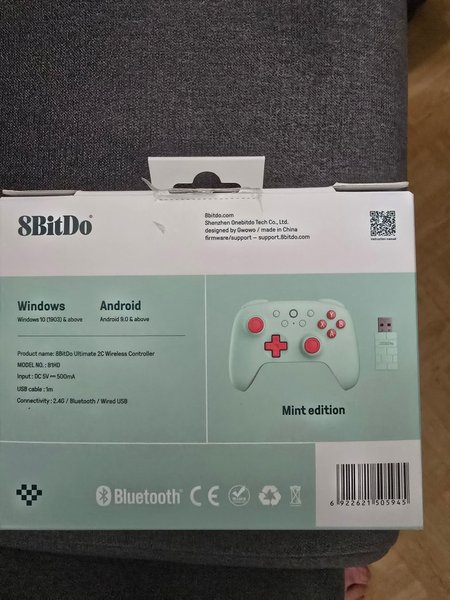 8BitDo
8bitdo.com
Shenzhen Onebitdo Tech Co., Ltd.
designed by Gwowo / made in China
firmware/support — support.8bitdo.com
instruction manual
Windows
Windows 10 (1903) & above
Android
Android 9.0 & above
Product name: 8BitDo Ultimate 2C Wireless Controller
MODEL NO.: 81HD
Input : DC 5V⎓500mA
USB cable : 1m
Connectivity : 2.4G / Bluetooth / Wired USB
Y
X
B
A
Mint edition
Bluetooth
CE
6 922621 505945